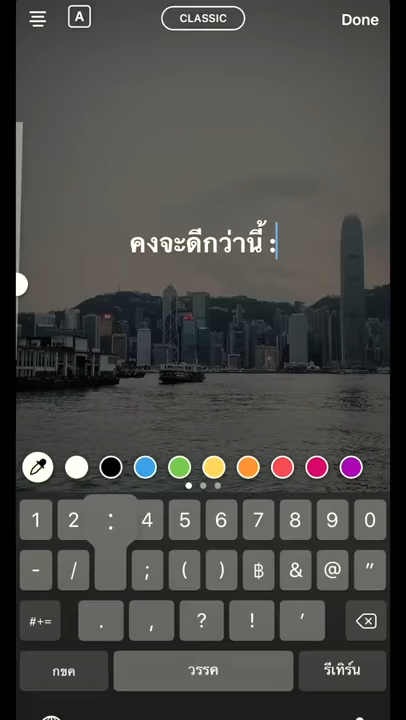 A
CLASSIC
Done
คงจะดีกว่านี้ :
1 2 : 4 5 6 7 8 9 0
- / ; ( ) ฿ & @ "
#+= . , ? ! '
กขค วรรค รีเทิร์น